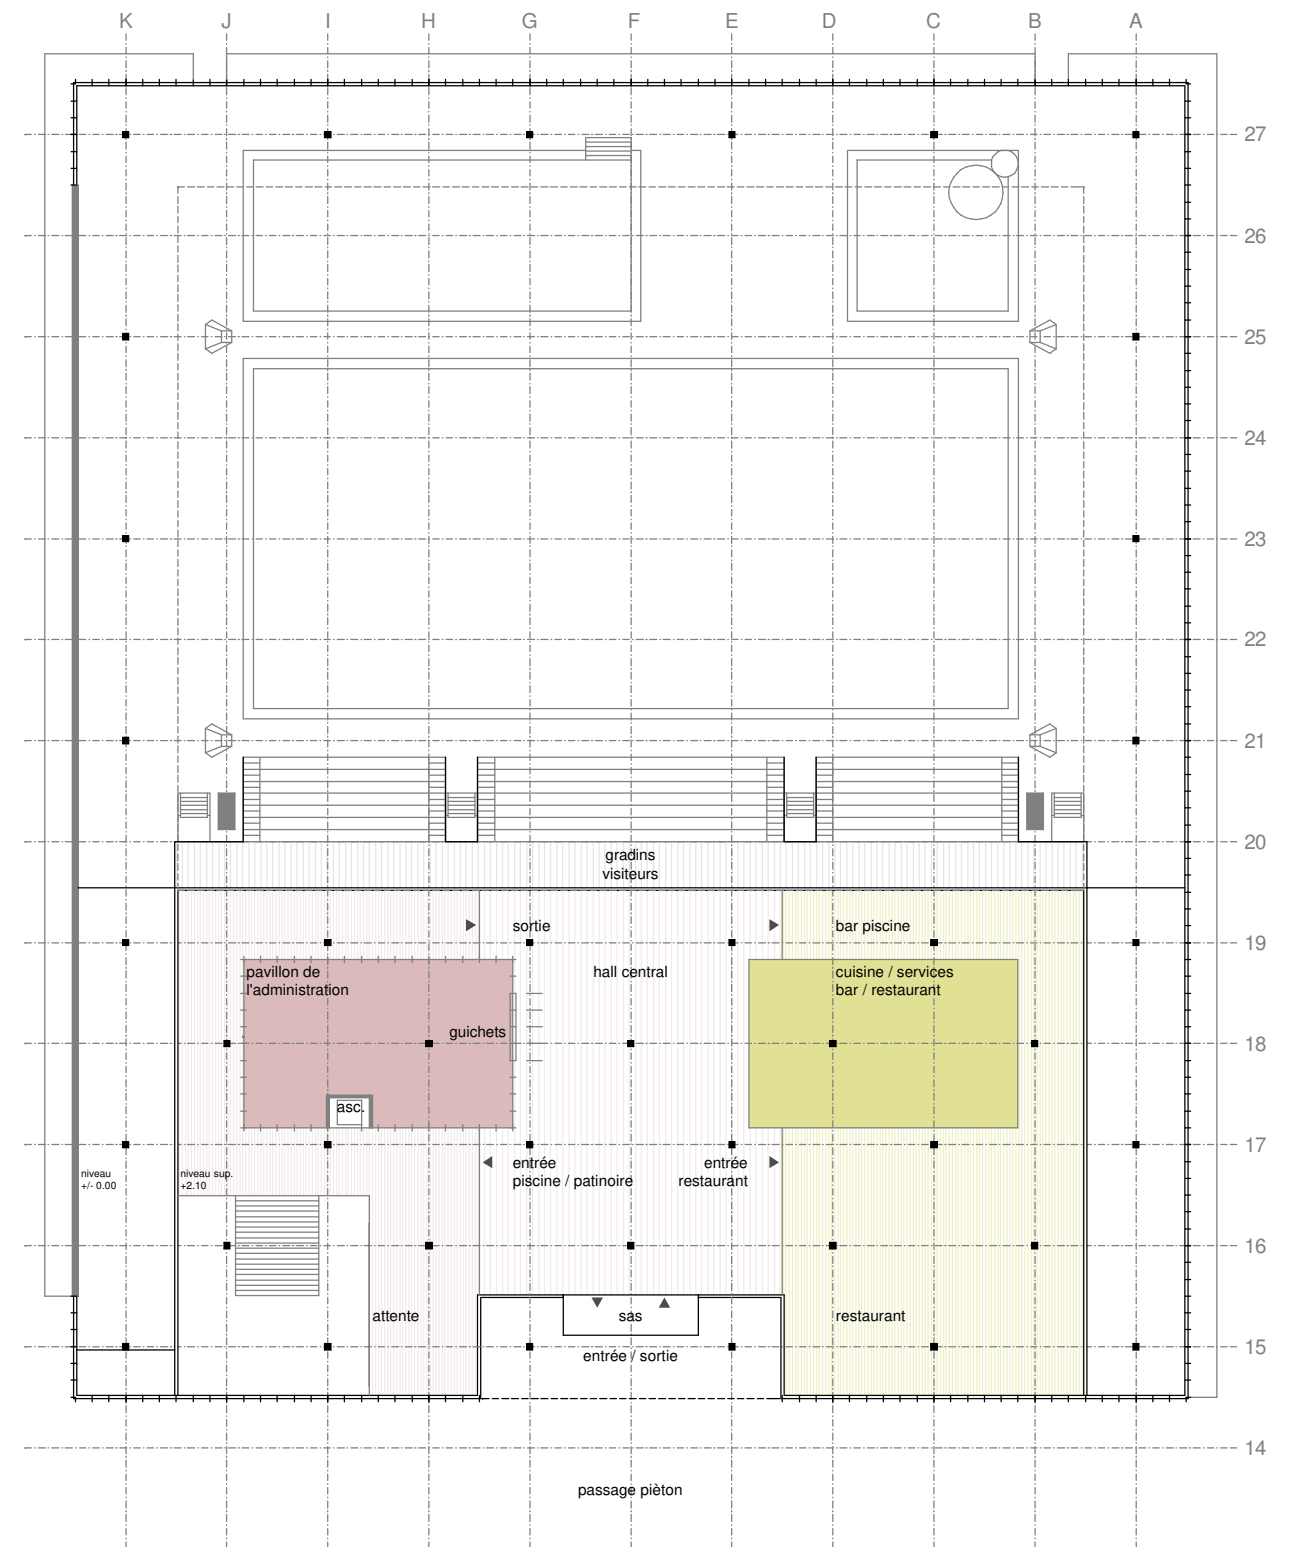 K J I H G F E D C B A
27
26
25
24
23
22
21
20
gradins
visiteurs
sortie
bar piscine
19
pavillon de
l'administration
hall central
cuisine / services
bar / restaurant
guichets
18
asc.
17
entrée
piscine / patinoire
entrée
restaurant
niveau
+/- 0.00
niveau sup.
+2.10
16
attente
sas
restaurant
15
entrée / sortie
14
passage pièton